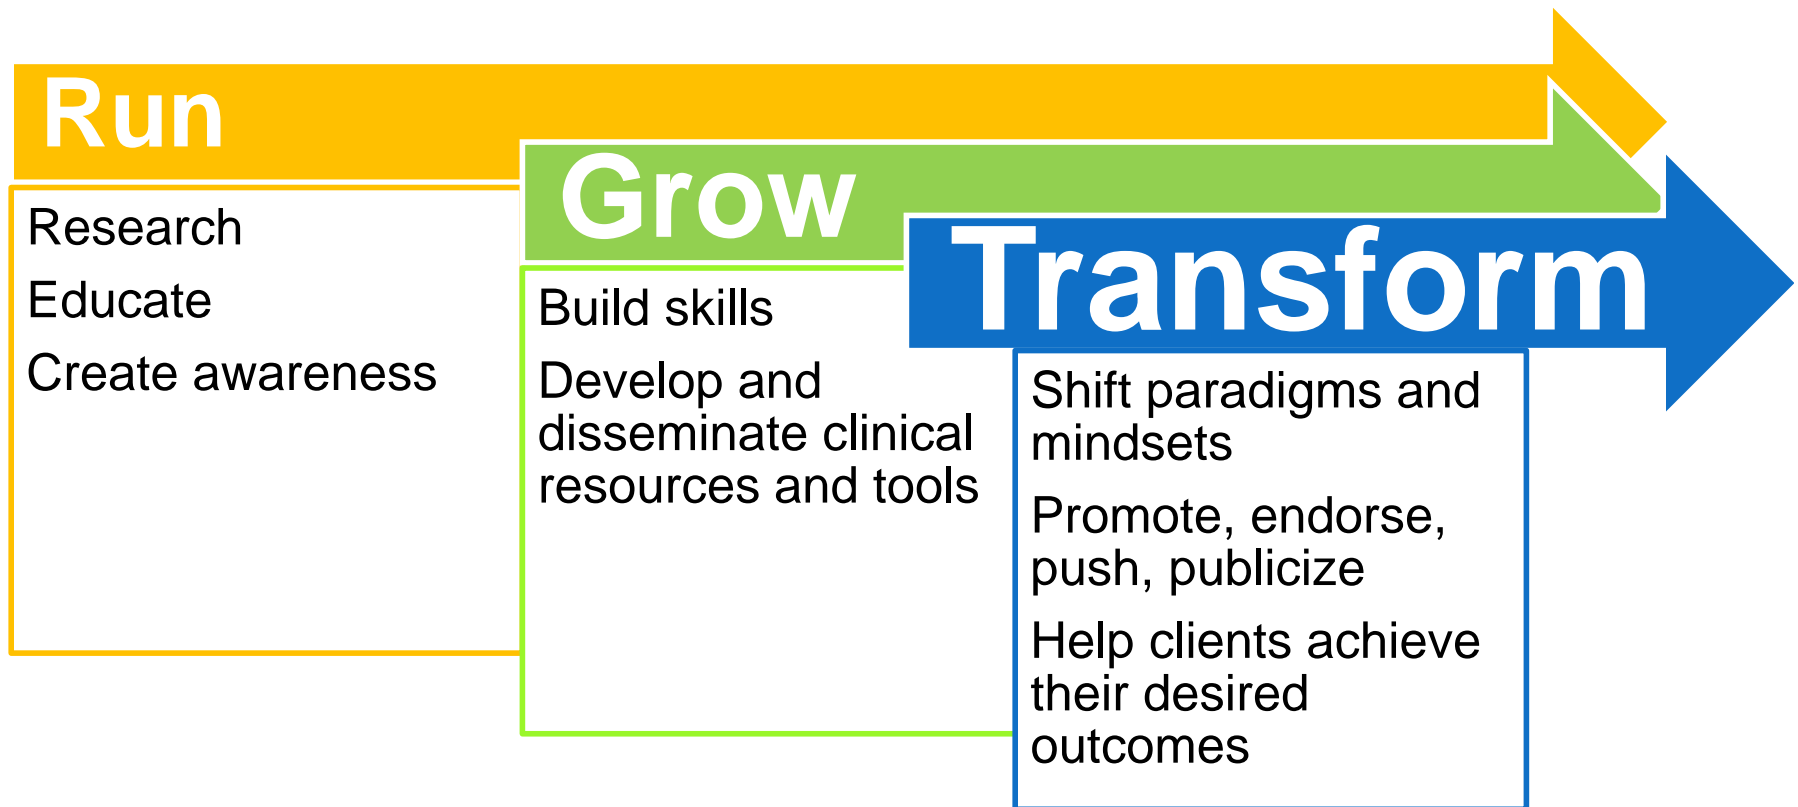 Run
Research
Educate
Create awareness
Grow
Build skills
Develop and
disseminate clinical
resources and tools
Transform
Shift paradigms and
mindsets
Promote, endorse,
push, publicize
Help clients achieve
their desired
outcomes